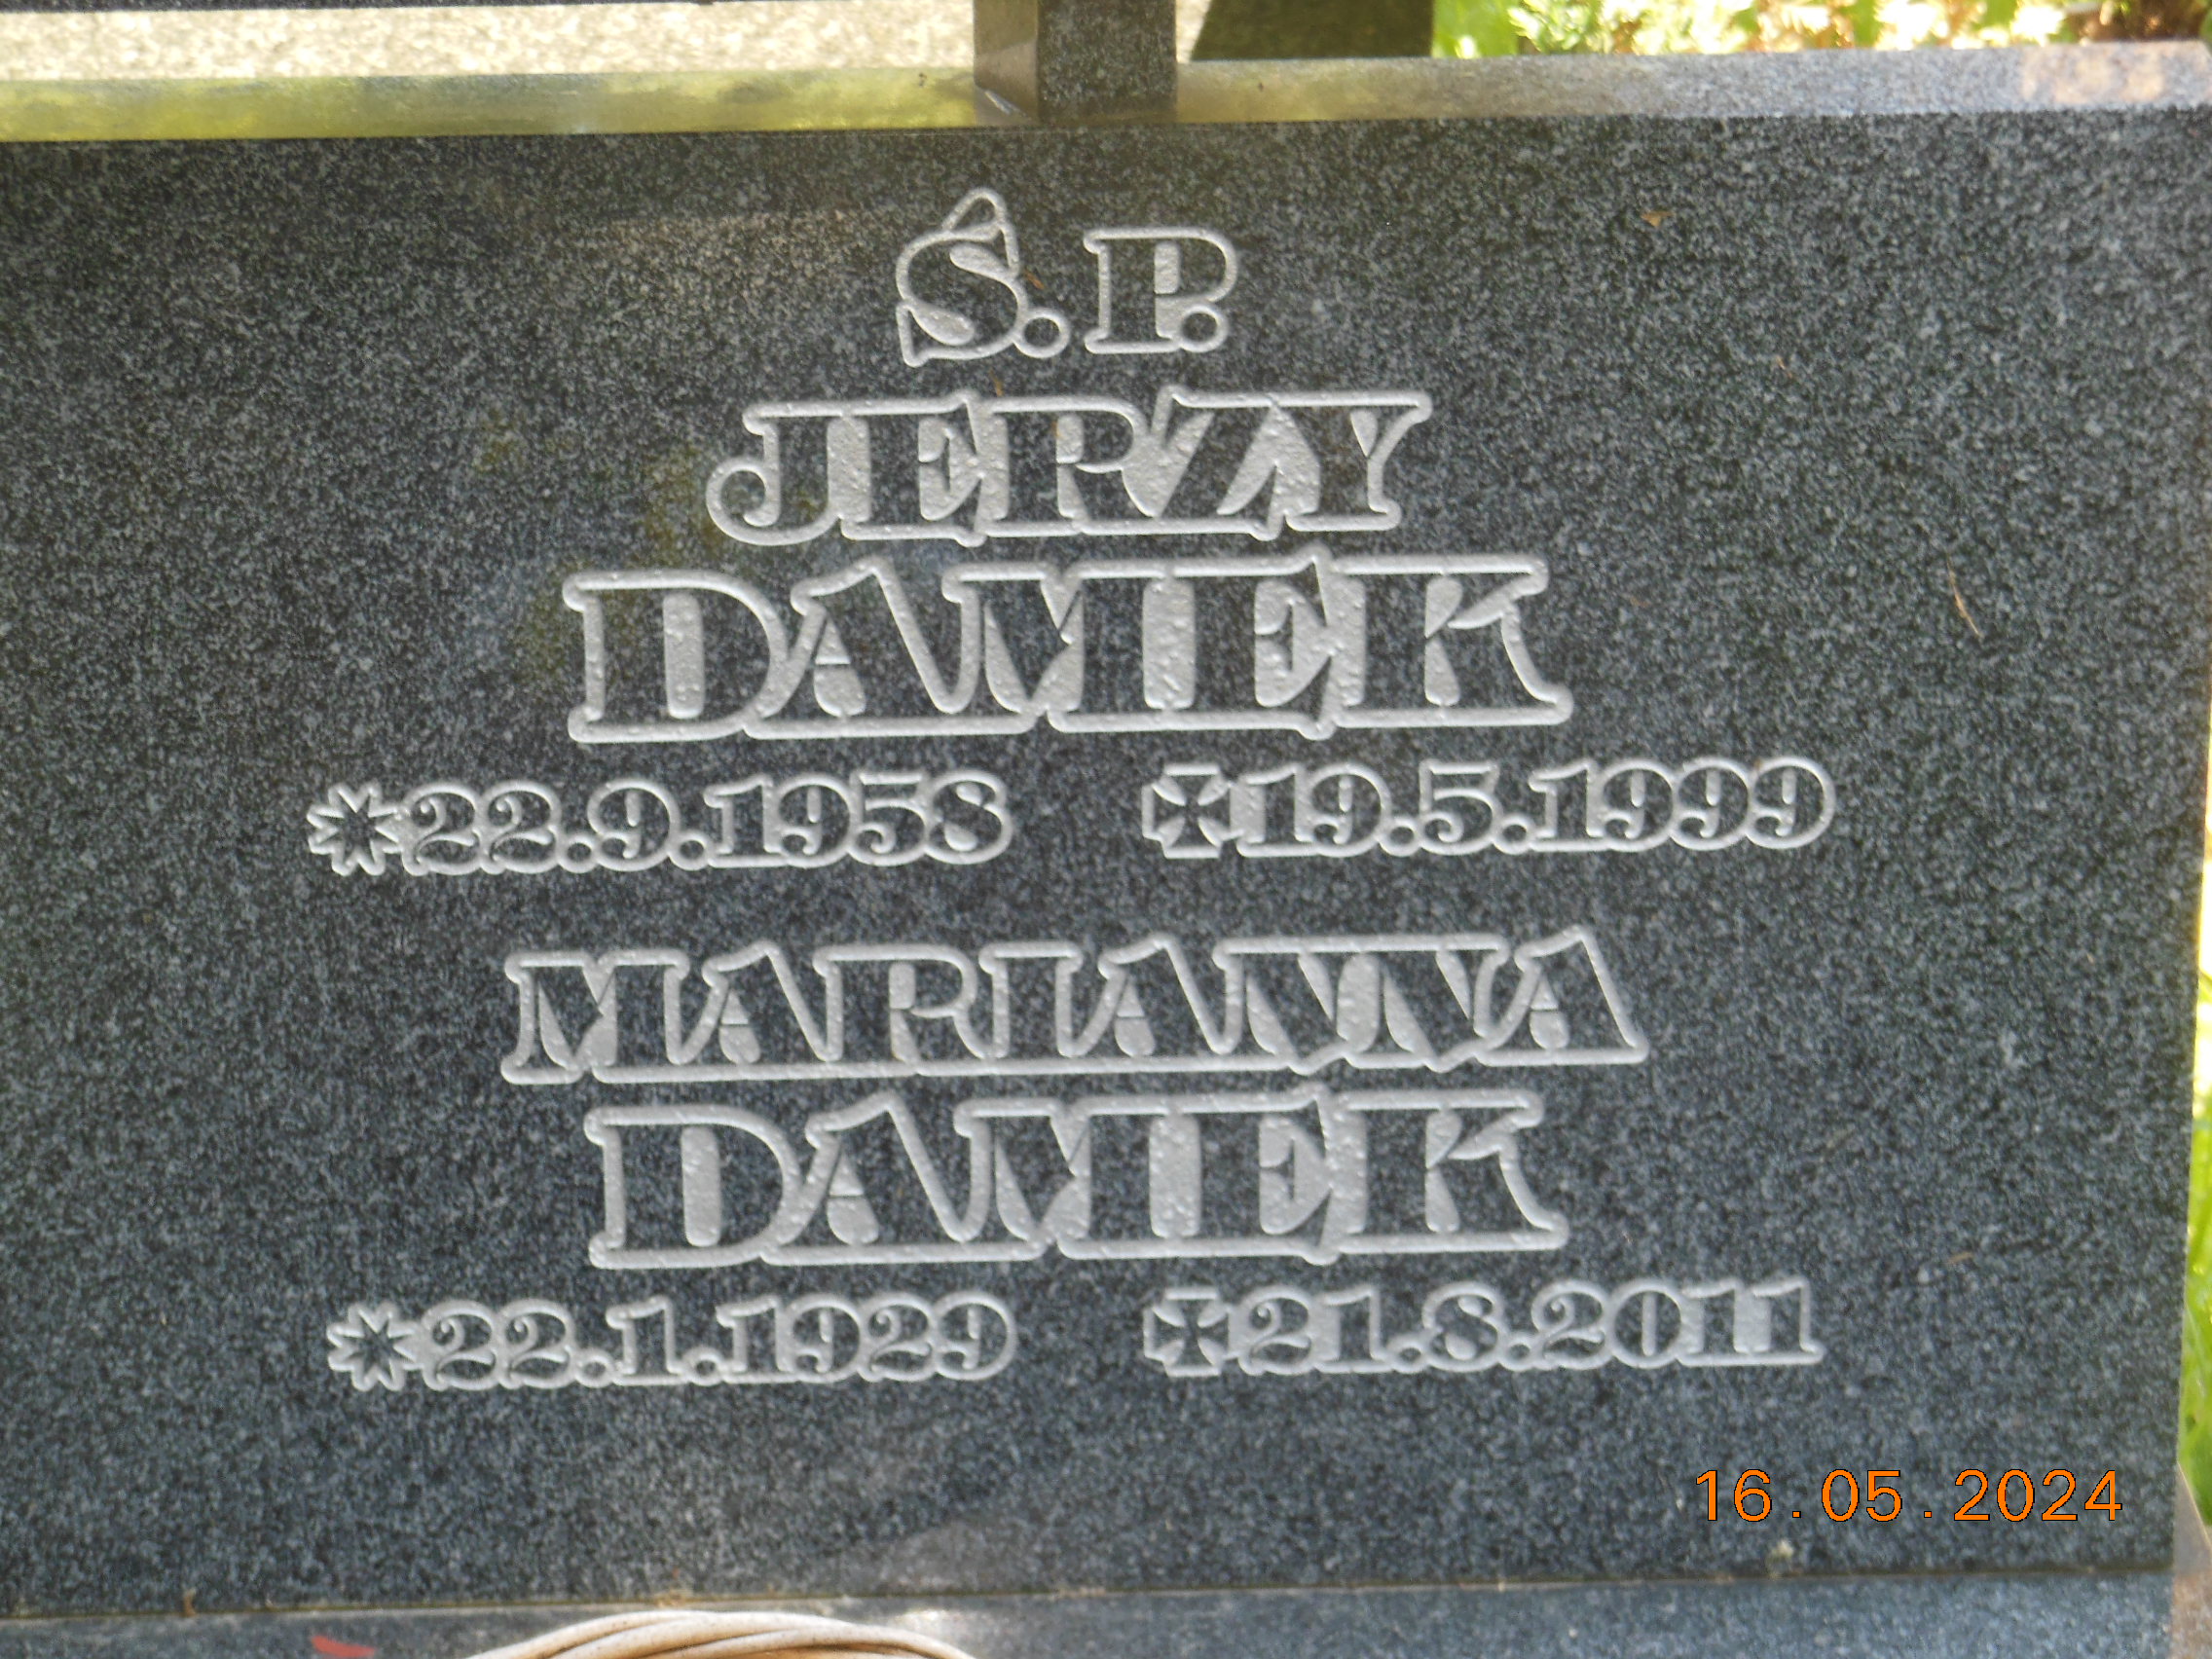 Ś.P.
JERZY
DAMEK
*22.9.1958 ✠19.5.1999
MARIANNA
DAMEK
*22.1.1929 ✠21.8.2011
16.05.2024